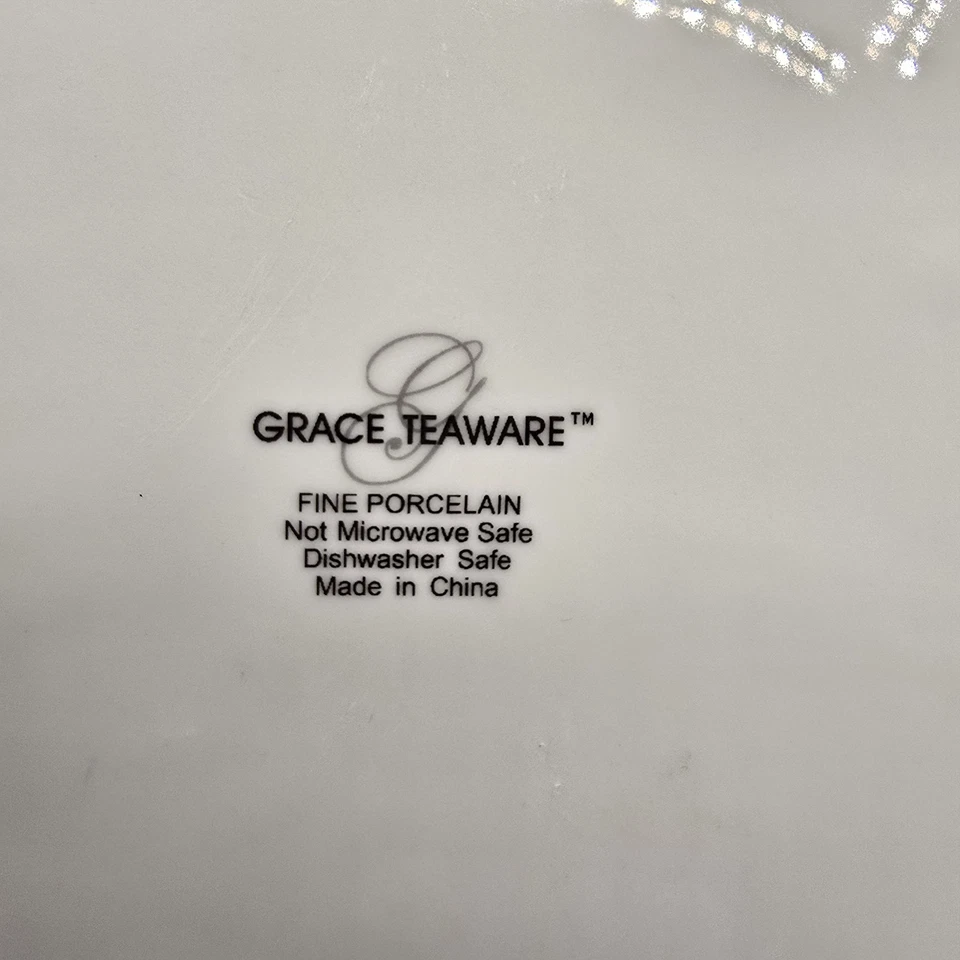 G
GRACE TEAWARE™
FINE PORCELAIN
Not Microwave Safe
Dishwasher Safe
Made in China